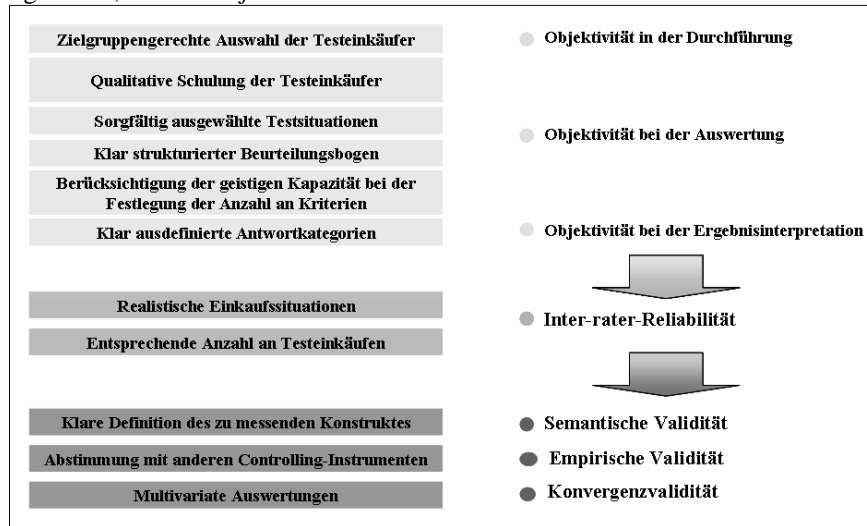 Zielgruppengerechte Auswahl der Testeinkäufer
Qualitative Schulung der Testeinkäufer
Sorgfältig ausgewählte Testsituationen
Klar strukturierter Beurteilungsbogen
Berücksichtigung der geistigen Kapazität bei der
Festlegung der Anzahl an Kriterien
Klar ausdefinierte Antwortkategorien
Realistische Einkaufssituationen
Entsprechende Anzahl an Testeinkäufen
Klare Definition des zu messenden Konstruktes
Abstimmung mit anderen Controlling-Instrumenten
Multivariate Auswertungen
Objektivität in der Durchführung
Objektivität bei der Auswertung
Objektivität bei der Ergebnisinterpretation
Inter-rater-Reliabilität
Semantische Validität
Empirische Validität
Konvergenzvalidität